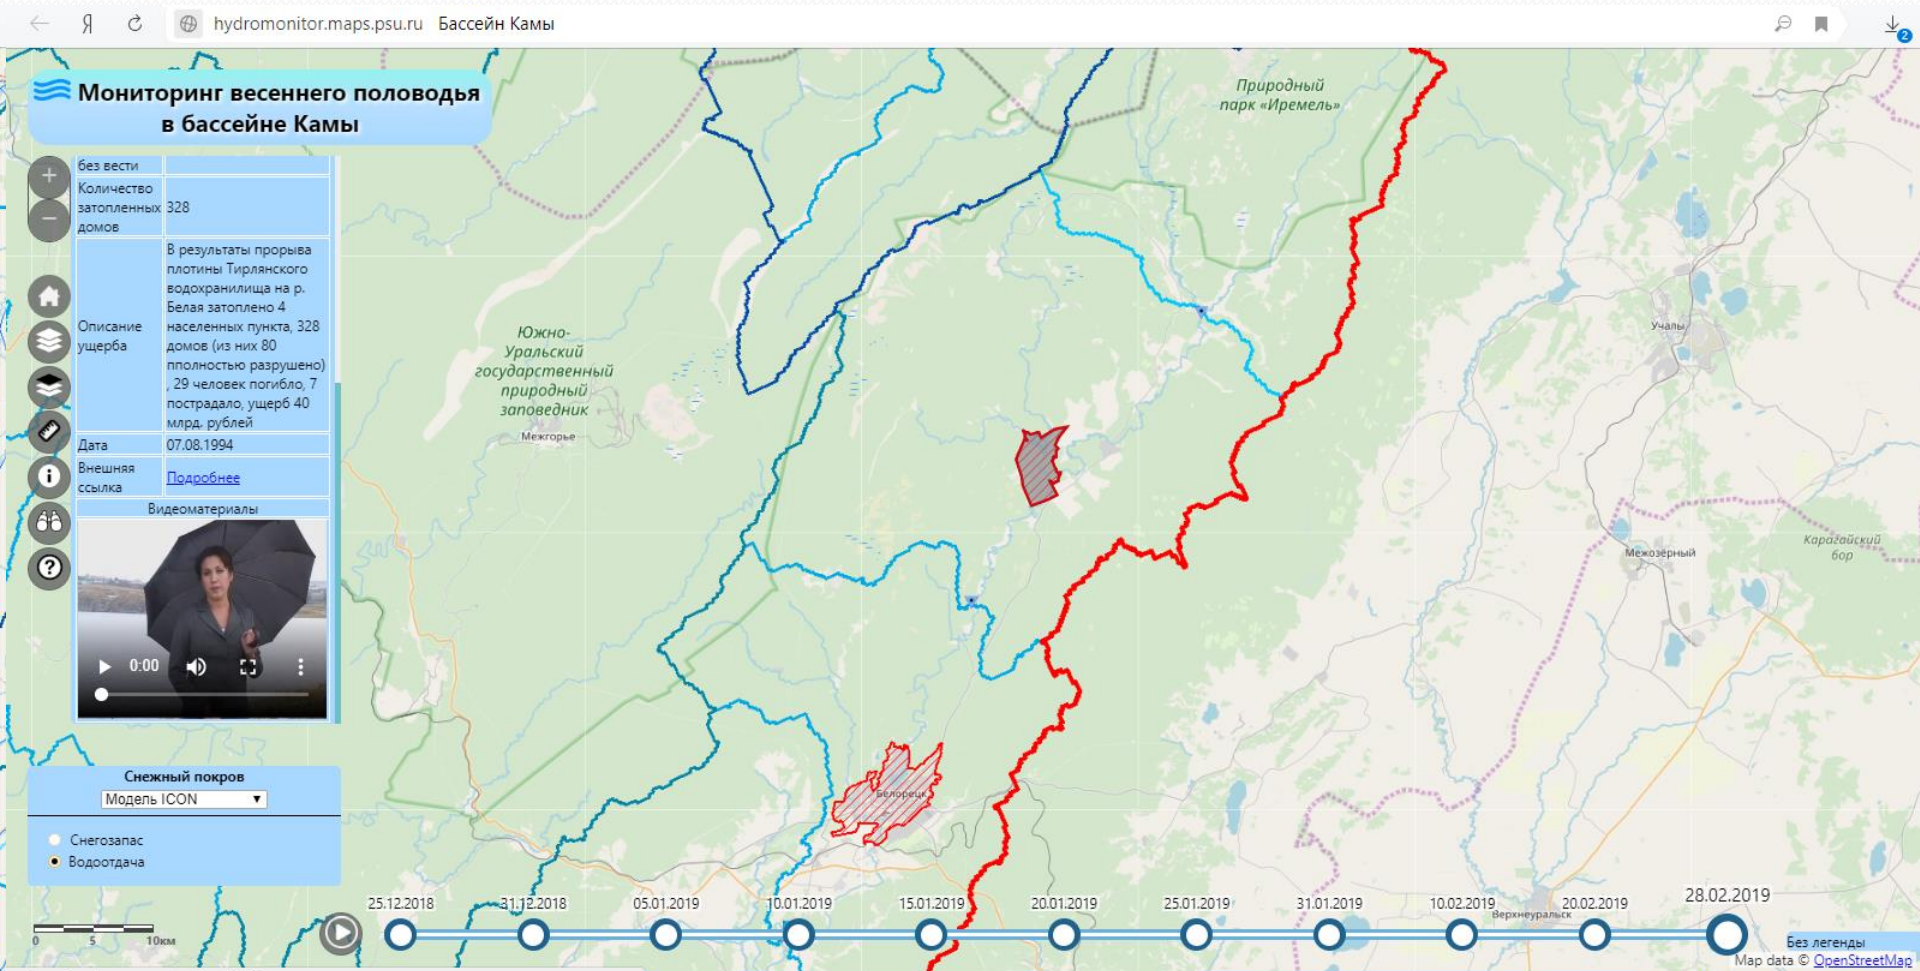 hydromonitor.maps.psu.ru Бассейн Камы
2
Мониторинг весеннего половодья
в бассейне Камы
без вести
Количество
затопленных
домов
328
Описание
ущерба
В результаты прорыва
плотины Тирлянского
водохранилища на р.
Белая затоплено 4
населенных пункта, 328
домов (из них 80
пполностью разрушено)
, 29 человек погибло, 7
пострадало, ущерб 40
млрд. рублей
Дата
07.08.1994
Внешняя
ссылка
Подробнее
Видеоматериалы
0:00
Снежный покров
Модель ICON
Снегозапас
Водоотдача
0 5 10км
Природный
парк «Иремель»
Южно-
Уральский
государственный
природный
заповедник
Межгорье
Учалы
Межозёрный
Карагайский
бор
Белорецк
Верхнеуральск
25.12.2018
31.12.2018
05.01.2019
10.01.2019
15.01.2019
20.01.2019
25.01.2019
31.01.2019
10.02.2019
20.02.2019
28.02.2019
Без легенды
Map data © OpenStreetMap